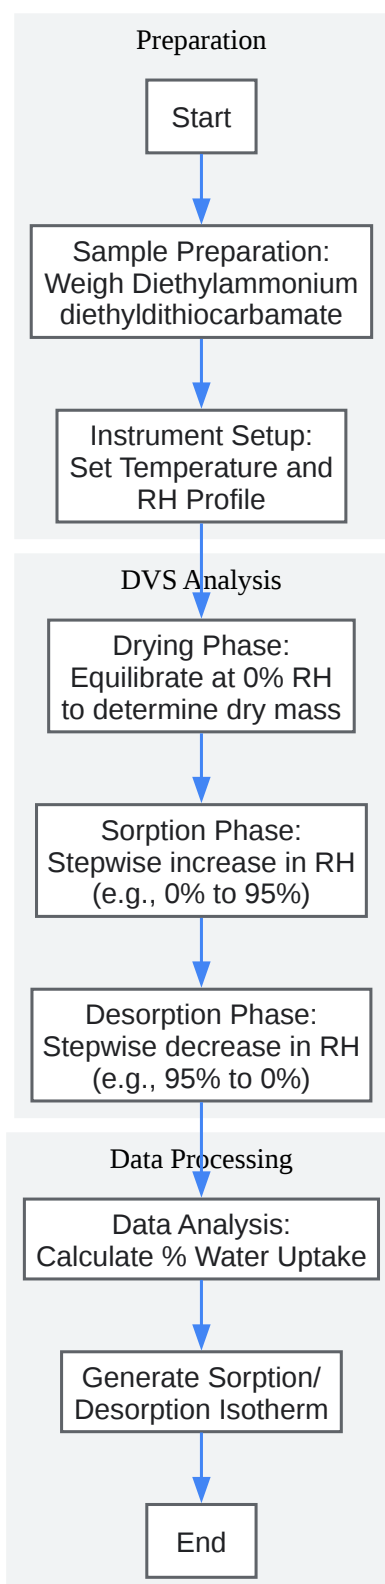 Preparation
Start
Sample Preparation:
Weigh Diethylammonium
diethyldithiocarbamate
Instrument Setup:
Set Temperature and
RH Profile
DVS Analysis
Drying Phase:
Equilibrate at 0% RH
to determine dry mass
Sorption Phase:
Stepwise increase in RH
(e.g., 0% to 95%)
Desorption Phase:
Stepwise decrease in RH
(e.g., 95% to 0%)
Data Processing
Data Analysis:
Calculate % Water Uptake
Generate Sorption/
Desorption Isotherm
End